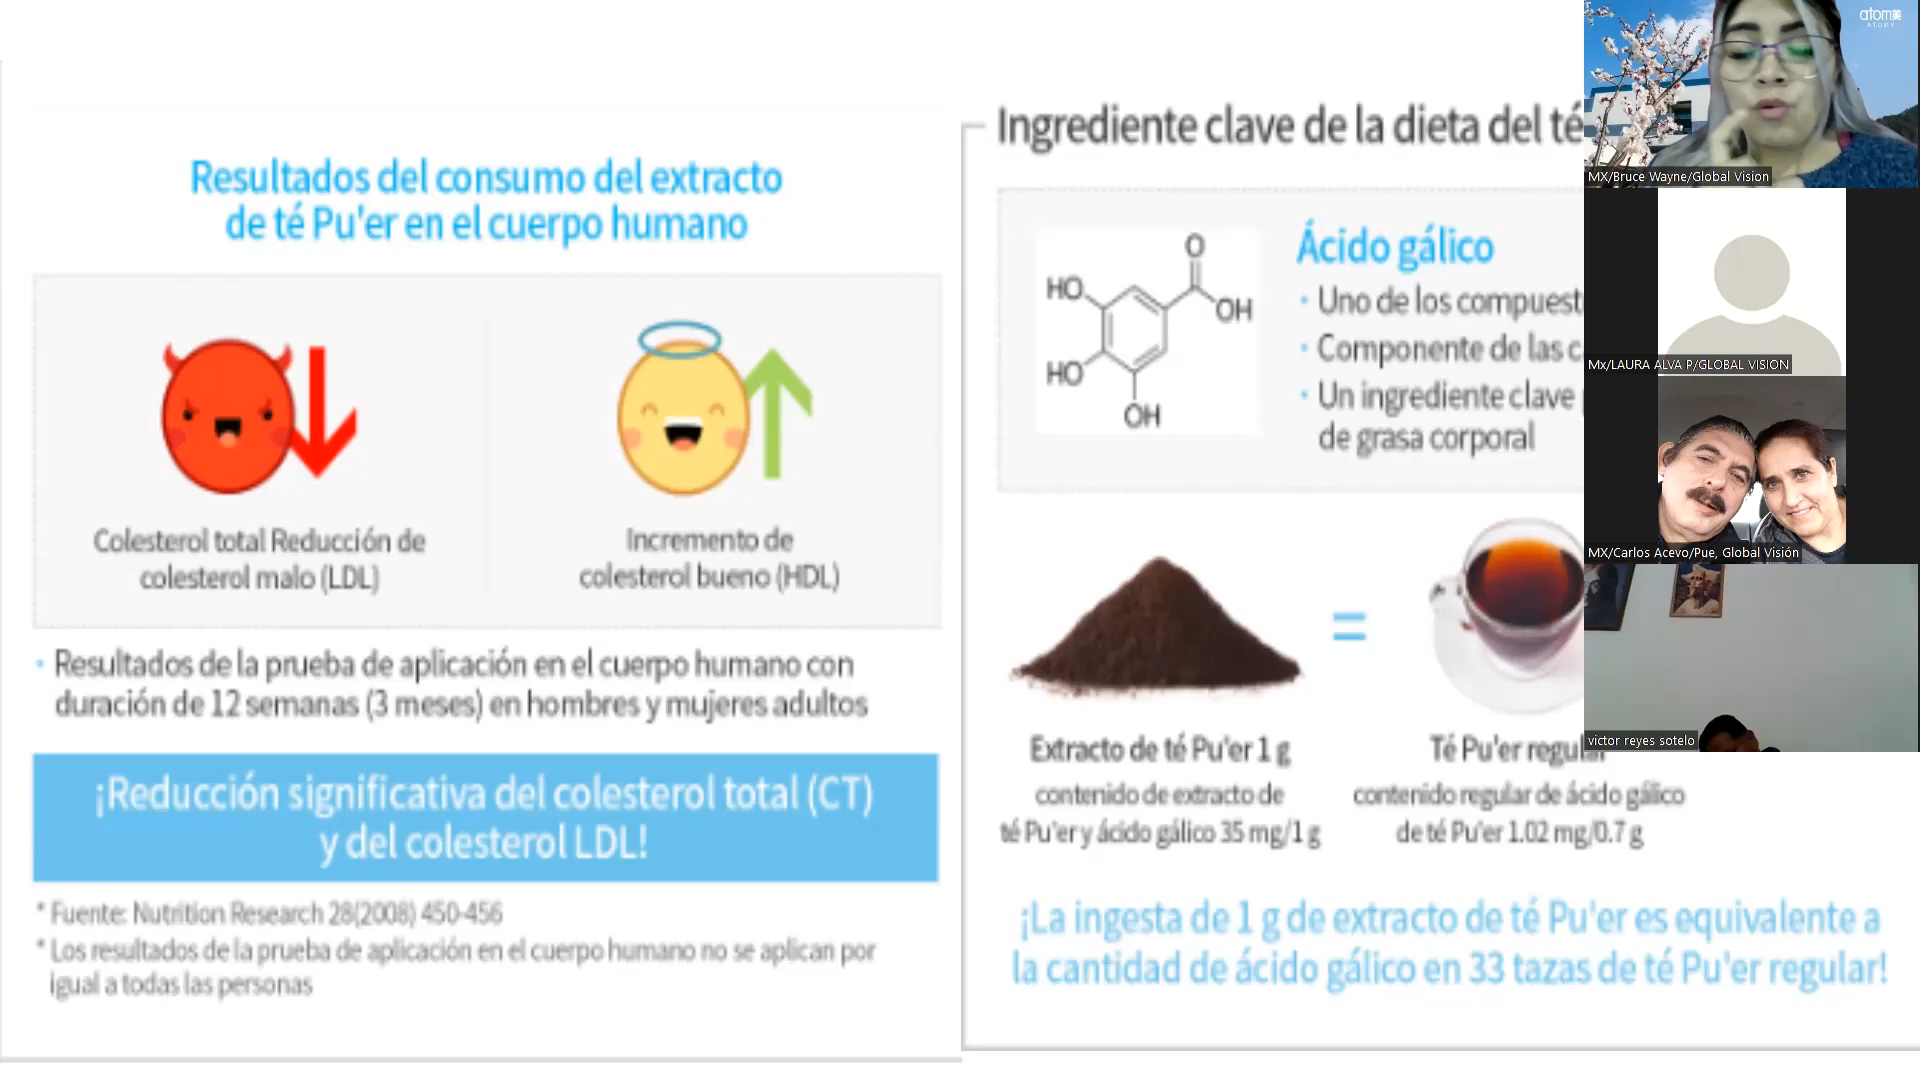 Resultados del consumo del extracto
de té Pu'er en el cuerpo humano
Colesterol total Reducción de
colesterol malo (LDL)
Incremento de
colesterol bueno (HDL)
· Resultados de la prueba de aplicación en el cuerpo humano con
duración de 12 semanas (3 meses) en hombres y mujeres adultos
¡Reducción significativa del colesterol total (CT)
y del colesterol LDL!
* Fuente: Nutrition Research 28(2008) 450-456
* Los resultados de la prueba de aplicación en el cuerpo humano no se aplican por
igual a todas las personas
Ingrediente clave de la dieta del té
HO
O
OH
HO
OH
Ácido gálico
· Uno de los
· Componente de las
· Un ingrediente clave
de grasa corporal
=
Extracto de té Pu'er 1 g
contenido de extracto de
té Pu'er y ácido gálico 35 mg/1 g
Té Pu'er regular
contenido regular de ácido gálico
de té Pu'er 1.02 mg/0.7 g
¡La ingesta de 1 g de extracto de té Pu'er es equivalente a
la cantidad de ácido gálico en 33 tazas de té Pu'er regular!
atom美
ATOMY
MX/Bruce Wayne/Global Vision
Mx/LAURA ALVA P/GLOBAL VISION
MX/Carlos Acevo/Pue, Global Visión
victor reyes sotelo